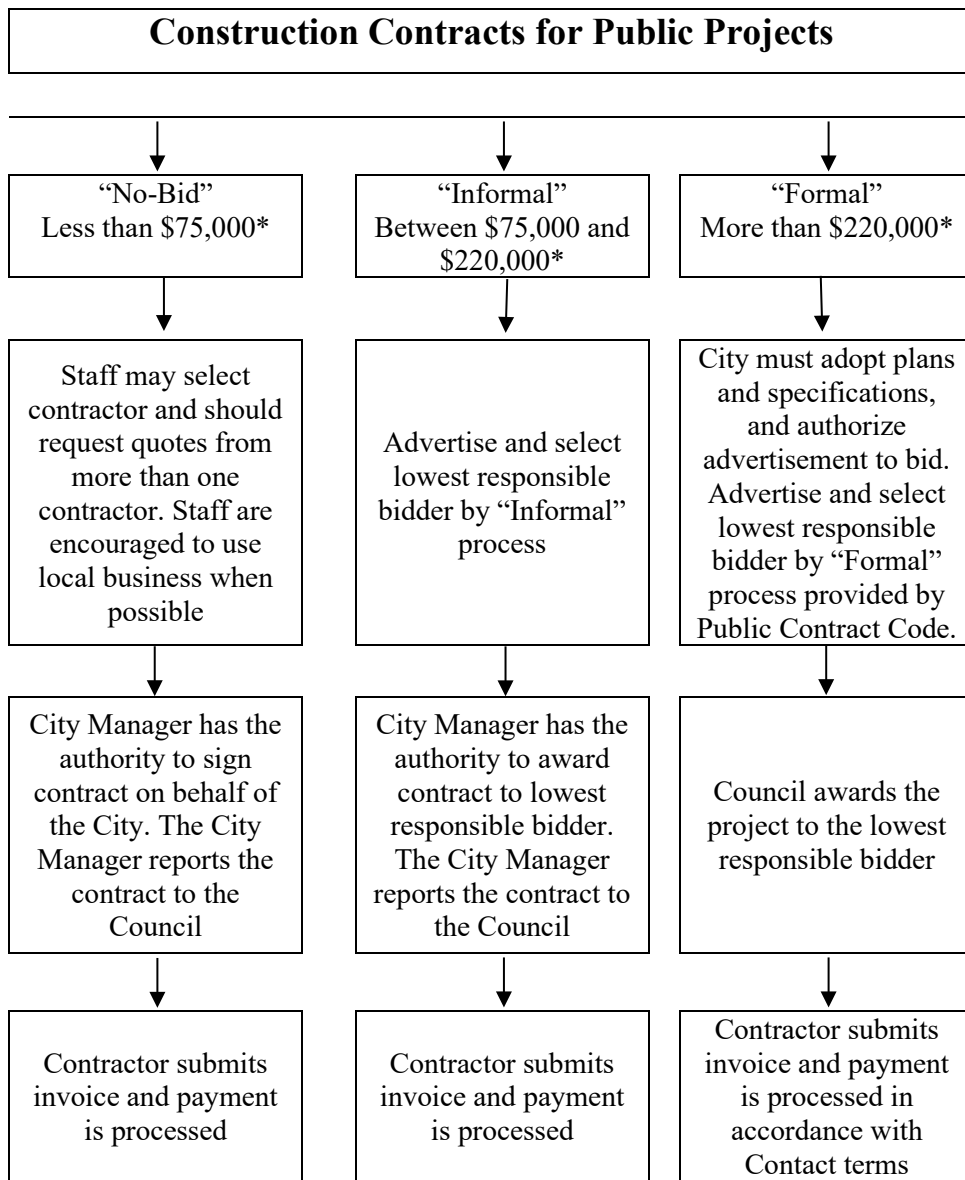 Construction Contracts for Public Projects
“No-Bid”
Less than $75,000*
“Informal”
Between $75,000 and
$220,000*
“Formal”
More than $220,000*
Staff may select
contractor and should
request quotes from
more than one
contractor. Staff are
encouraged to use
local business when
possible
Advertise and select
lowest responsible
bidder by “Informal”
process
City must adopt plans
and specifications,
and authorize
advertisement to bid.
Advertise and select
lowest responsible
bidder by “Formal”
process provided by
Public Contract Code.
City Manager has the
authority to sign
contract on behalf of
the City. The City
Manager reports the
contract to the
Council
City Manager has the
authority to award
contract to lowest
responsible bidder.
The City Manager
reports the contract to
the Council
Council awards the
project to the lowest
responsible bidder
Contractor submits
invoice and payment
is processed
Contractor submits
invoice and payment
is processed
Contractor submits
invoice and payment
is processed in
accordance with
Contact terms